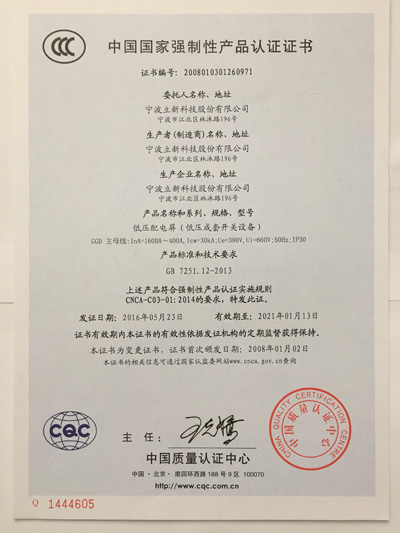 CCC
中国国家强制性产品认证证书
证书编号: 2008010301260971
委托人名称、地址
宁波立新科技股份有限公司
宁波市江北区林沐路196号
生产者(制造商)名称、地址
宁波立新科技股份有限公司
宁波市江北区林沐路196号
生产企业名称、地址
宁波立新科技股份有限公司
宁波市江北区林沐路196号
产品名称和系列、规格、型号
低压配电屏(低压成套开关设备)
GGD 主母线:InA=1600A~400A,Icw=30kA;Ue=380V,Ui=660V;50Hz;IP30
产品标准和技术要求
GB 7251.12-2013
上述产品符合强制性产品认证实施规则
CNCA-C03-01:2014的要求,特发此证。
发证日期: 2016年05月23日 有效期至: 2021年01月13日
证书有效期内本证书的有效性依据发证机构的定期监督获得保持。
本证书为变更证书,证书首次颁发日期:2008年01月02日
本证书的相关信息可通过国家认监委网站www.cnca.gov.cn查询
CQC
主任:
中国质量认证中心
中国·北京·南四环西路188号9区 100070
http://www.cqc.com.cn
CHINA QUALITY CERTIFICATION CENTRE
中国质量认证中心
Q 1444605